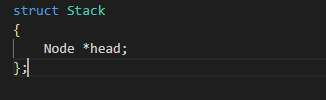 struct Stack
{
    Node *head;
};